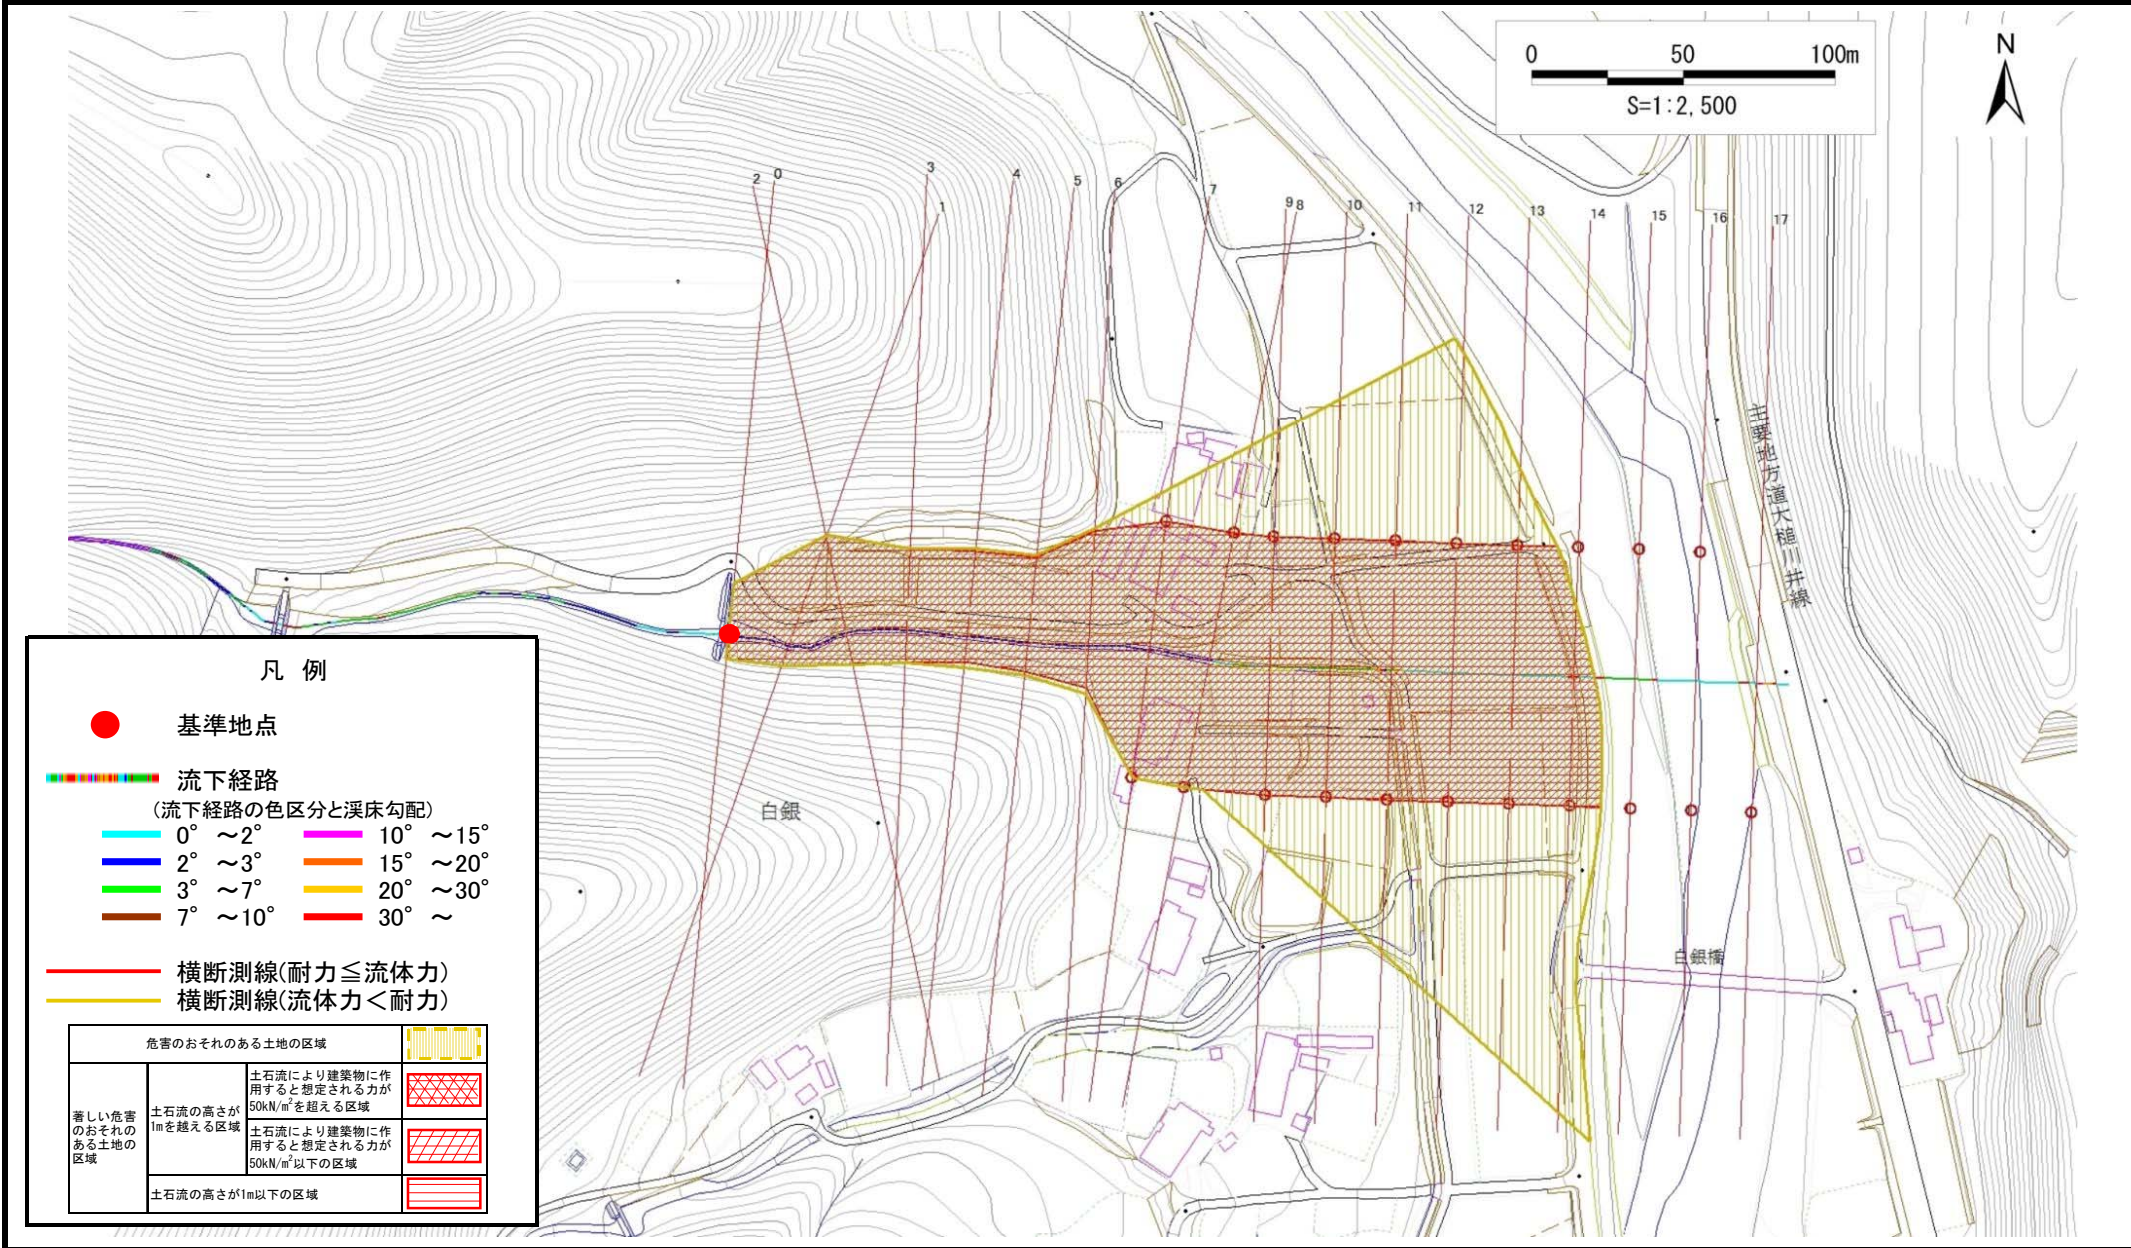 0 50 100m
S=1:2,500
N
2 0 3 1 4 5 6 7 9 8 10 11 12 13 14 15 16 17
主要地方道大槌川井線
白銀
白銀橋
凡 例
基準地点
流下経路
(流下経路の色区分と渓床勾配)
0° ～2° 10° ～15°
2° ～3° 15° ～20°
3° ～7° 20° ～30°
7° ～10° 30° ～
横断測線(耐力≦流体力)
横断測線(流体力＜耐力)
危害のおそれのある土地の区域
著しい危害
のおそれの
ある土地の
区域
土石流の高さが
1mを越える区域
土石流により建築物に作
用すると想定される力が
50kN/m²を超える区域
土石流により建築物に作
用すると想定される力が
50kN/m²以下の区域
土石流の高さが1m以下の区域